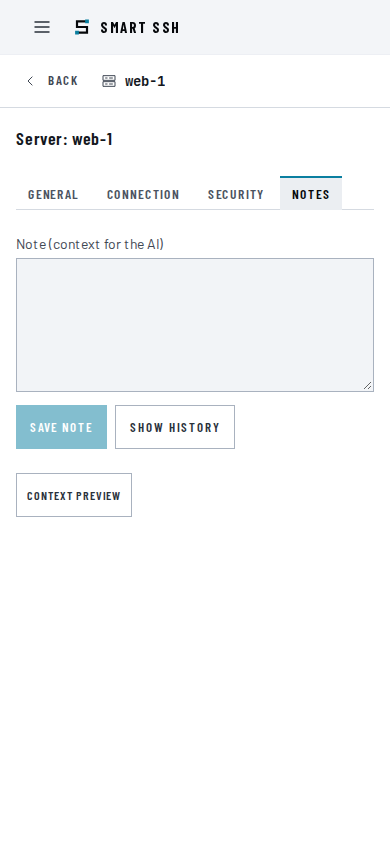 SMART SSH
BACK
web-1
Server: web-1
GENERAL
CONNECTION
SECURITY
NOTES
Note (context for the AI)
SAVE NOTE
SHOW HISTORY
CONTEXT PREVIEW